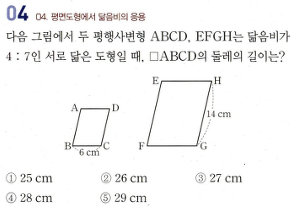 04 04. 평면도형에서 닮음비의 응용
다음 그림에서 두 평행사변형 ABCD, EFGH는 닮음비가
4 : 7인 서로 닮은 도형일 때, □ABCD의 둘레의 길이는?
E H
A D
14 cm
B C F G
6 cm
① 25 cm ② 26 cm ③ 27 cm
④ 28 cm ⑤ 29 cm